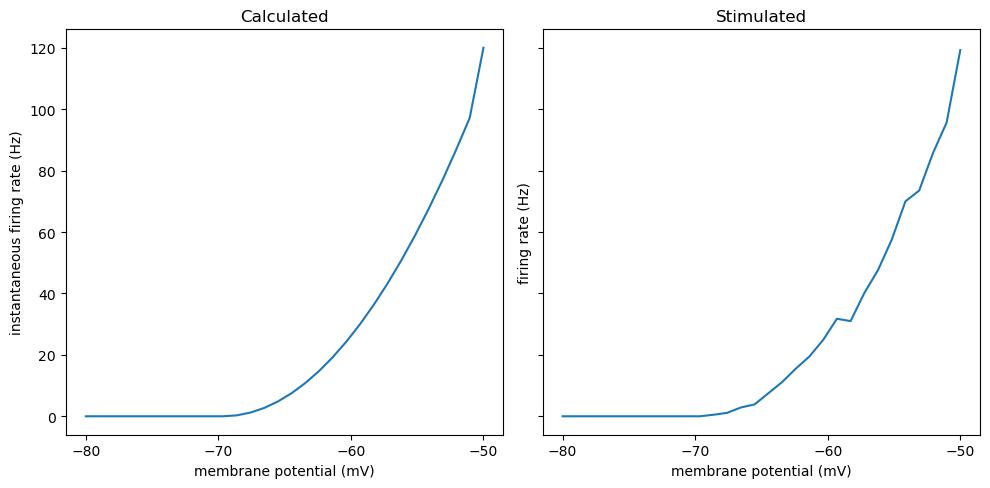 Calculated
Stimulated
120
100
80
60
40
20
0
instantaneous firing rate (Hz)
firing rate (Hz)
−80
−70
−60
−50
−80
−70
−60
−50
membrane potential (mV)
membrane potential (mV)